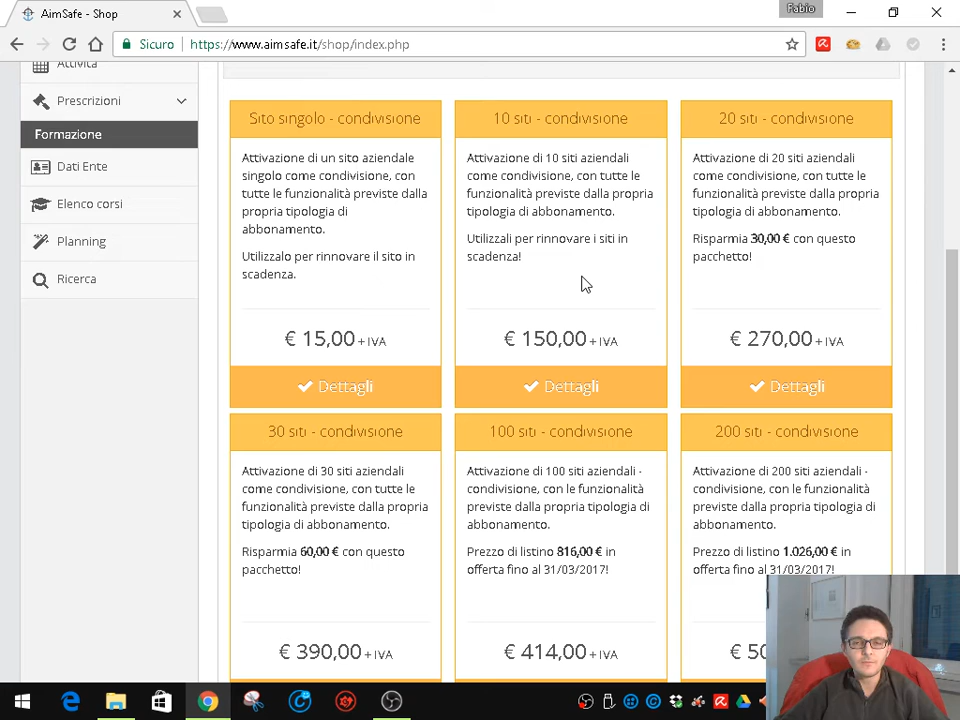 AimSafe - Shop
Fabio
Sicuro
https://www.aimsafe.it/shop/index.php
Attività
Prescrizioni
Formazione
Dati Ente
Elenco corsi
Planning
Ricerca
Sito singolo - condivisione
Attivazione di un sito aziendale
singolo come condivisione, con
tutte le funzionalità previste dalla
propria tipologia di
abbonamento.
Utilizzalo per rinnovare il sito in
scadenza.
€ 15,00 + IVA
Dettagli
10 siti - condivisione
Attivazione di 10 siti aziendali
come condivisione, con tutte le
funzionalità previste dalla propria
tipologia di abbonamento.
Utilizzali per rinnovare i siti in
scadenza!
€ 150,00 + IVA
Dettagli
20 siti - condivisione
Attivazione di 20 siti aziendali
come condivisione, con tutte le
funzionalità previste dalla propria
tipologia di abbonamento.
Risparmia 30,00 € con questo
pacchetto!
€ 270,00 + IVA
Dettagli
30 siti - condivisione
Attivazione di 30 siti aziendali
come condivisione, con tutte le
funzionalità previste dalla propria
tipologia di abbonamento.
Risparmia 60,00 € con questo
pacchetto!
€ 390,00 + IVA
100 siti - condivisione
Attivazione di 100 siti aziendali -
condivisione, con le funzionalità
previste dalla propria tipologia di
abbonamento.
Prezzo di listino 816,00 € in
offerta fino al 31/03/2017!
€ 414,00 + IVA
200 siti - condivisione
Attivazione di 200 siti aziendali -
condivisione, con le funzionalità
previste dalla propria tipologia di
abbonamento.
Prezzo di listino 1.026,00 € in
offerta fino al 31/03/2017!